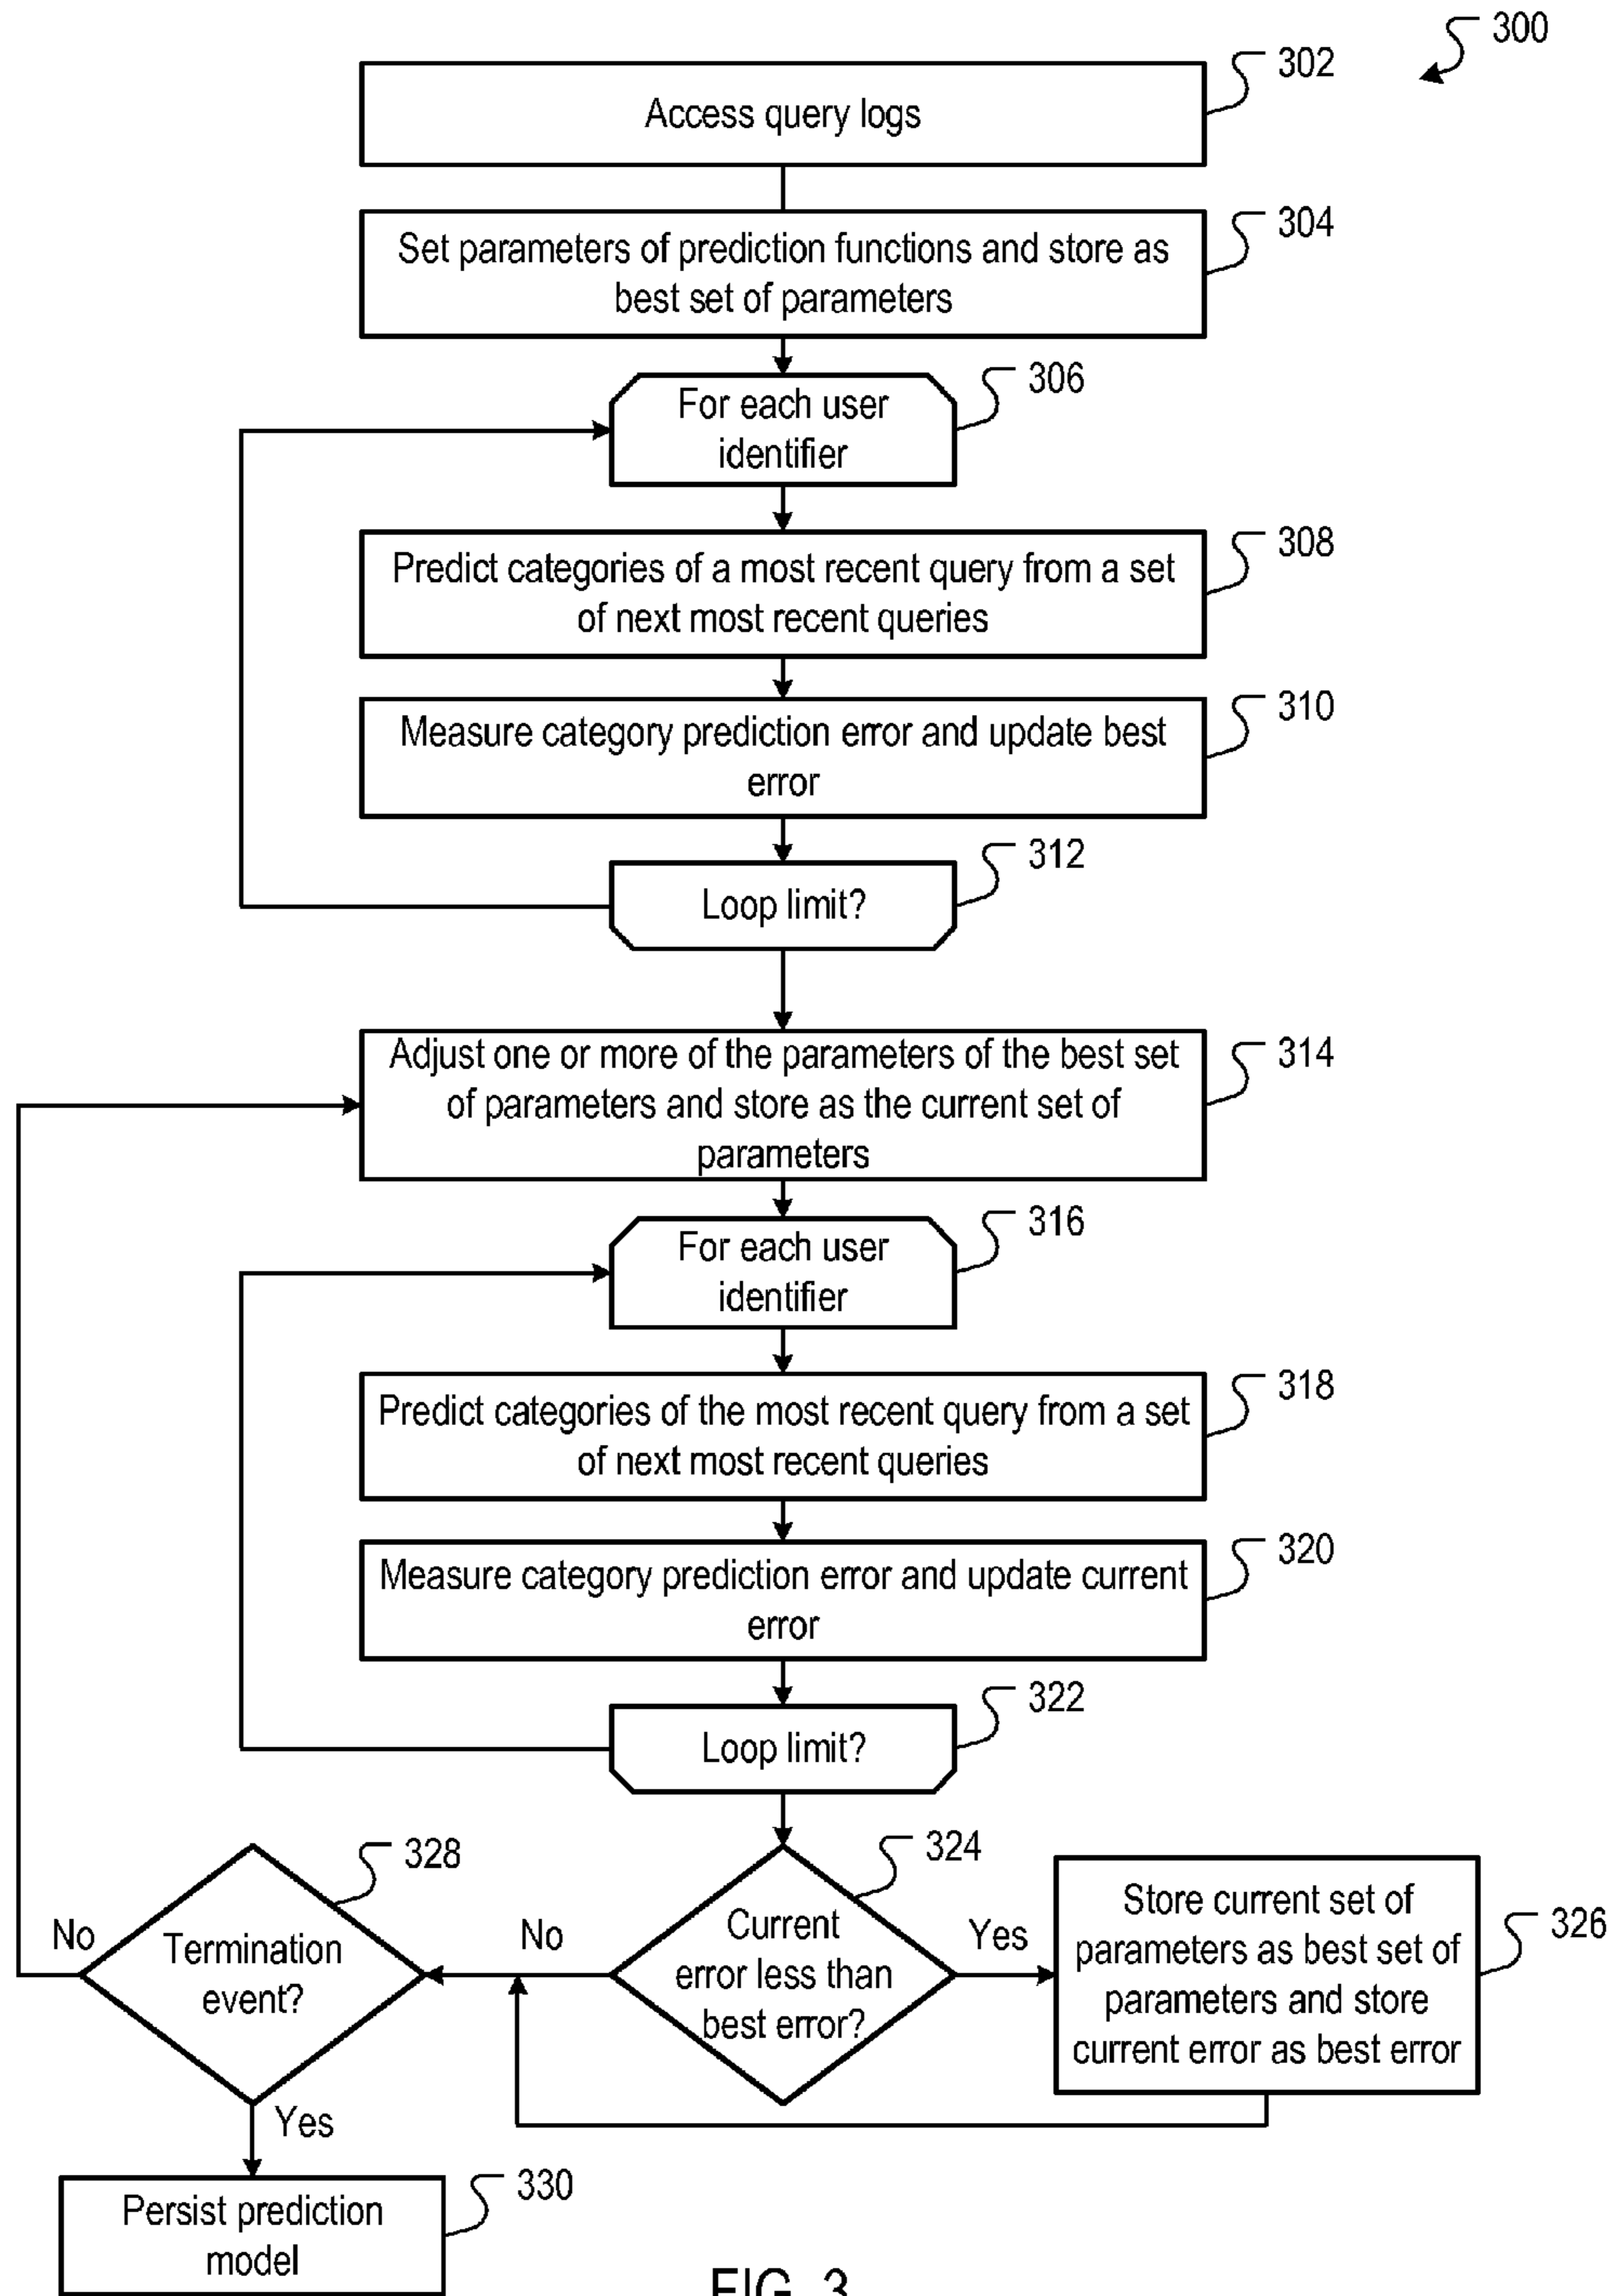 300
302
Access query logs
304
Set parameters of prediction functions and store as
best set of parameters
306
For each user
identifier
308
Predict categories of a most recent query from a set
of next most recent queries
310
Measure category prediction error and update best
error
312
Loop limit?
314
Adjust one or more of the parameters of the best set
of parameters and store as the current set of
parameters
316
For each user
identifier
318
Predict categories of the most recent query from a set
of next most recent queries
320
Measure category prediction error and update current
error
322
Loop limit?
324
Current
error less than
best error?
Yes
No
326
Store current set of
parameters as best set of
parameters and store
current error as best error
328
Termination
event?
No
Yes
330
Persist prediction
model
FIG. 3